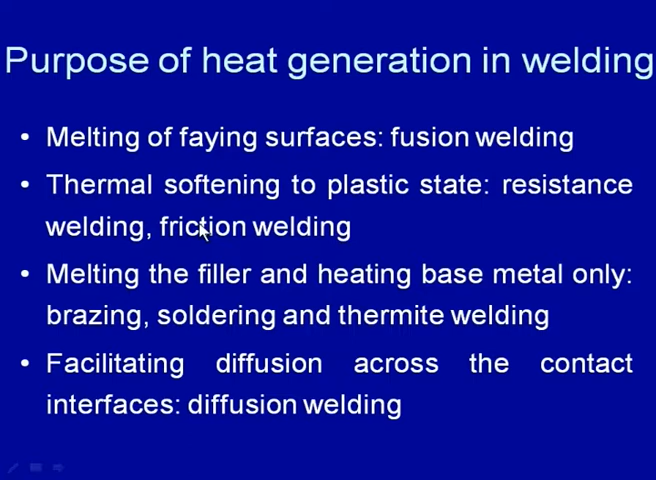 Purpose of heat generation in welding
• Melting of faying surfaces: fusion welding
• Thermal softening to plastic state: resistance
welding, friction welding
• Melting the filler and heating base metal only:
brazing, soldering and thermite welding
• Facilitating diffusion across the contact
interfaces: diffusion welding